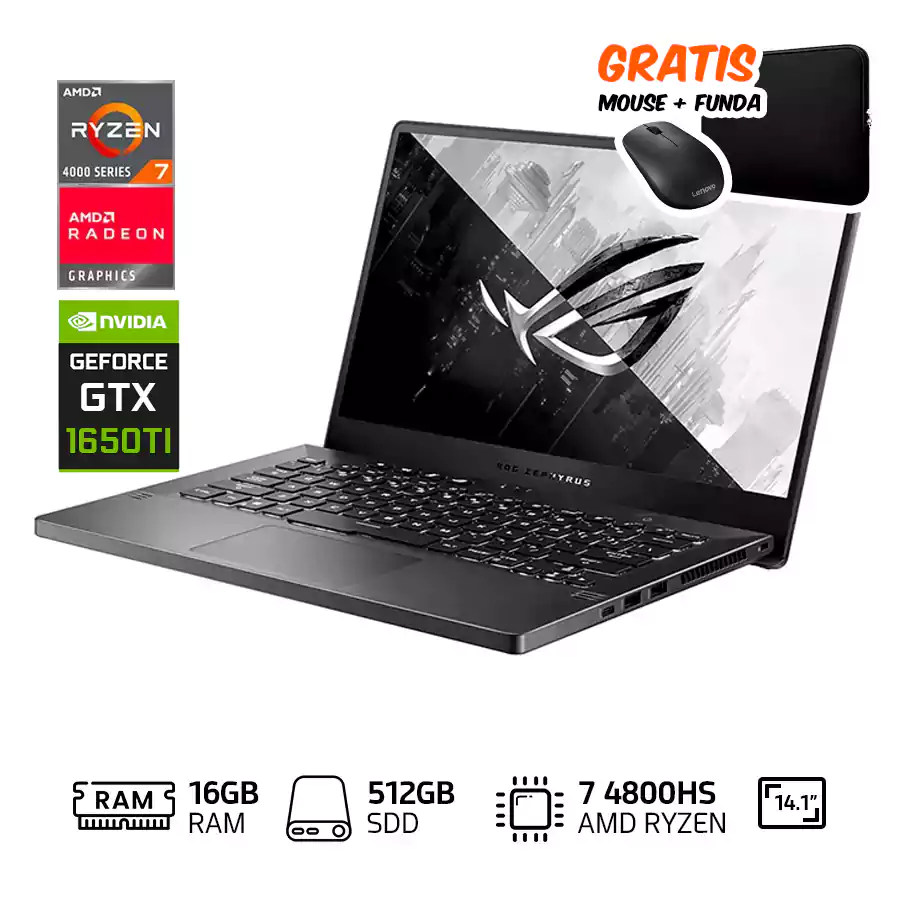 GRATIS
MOUSE + FUNDA
Lenovo
AMD
RYZEN
4000 SERIES 7
AMD
RADEON
GRAPHICS
NVIDIA
GEFORCE
GTX
1650TI
ROG ZEPHYRUS
RAM
16GB
RAM
512GB
SDD
7 4800HS
AMD RYZEN
14.1"